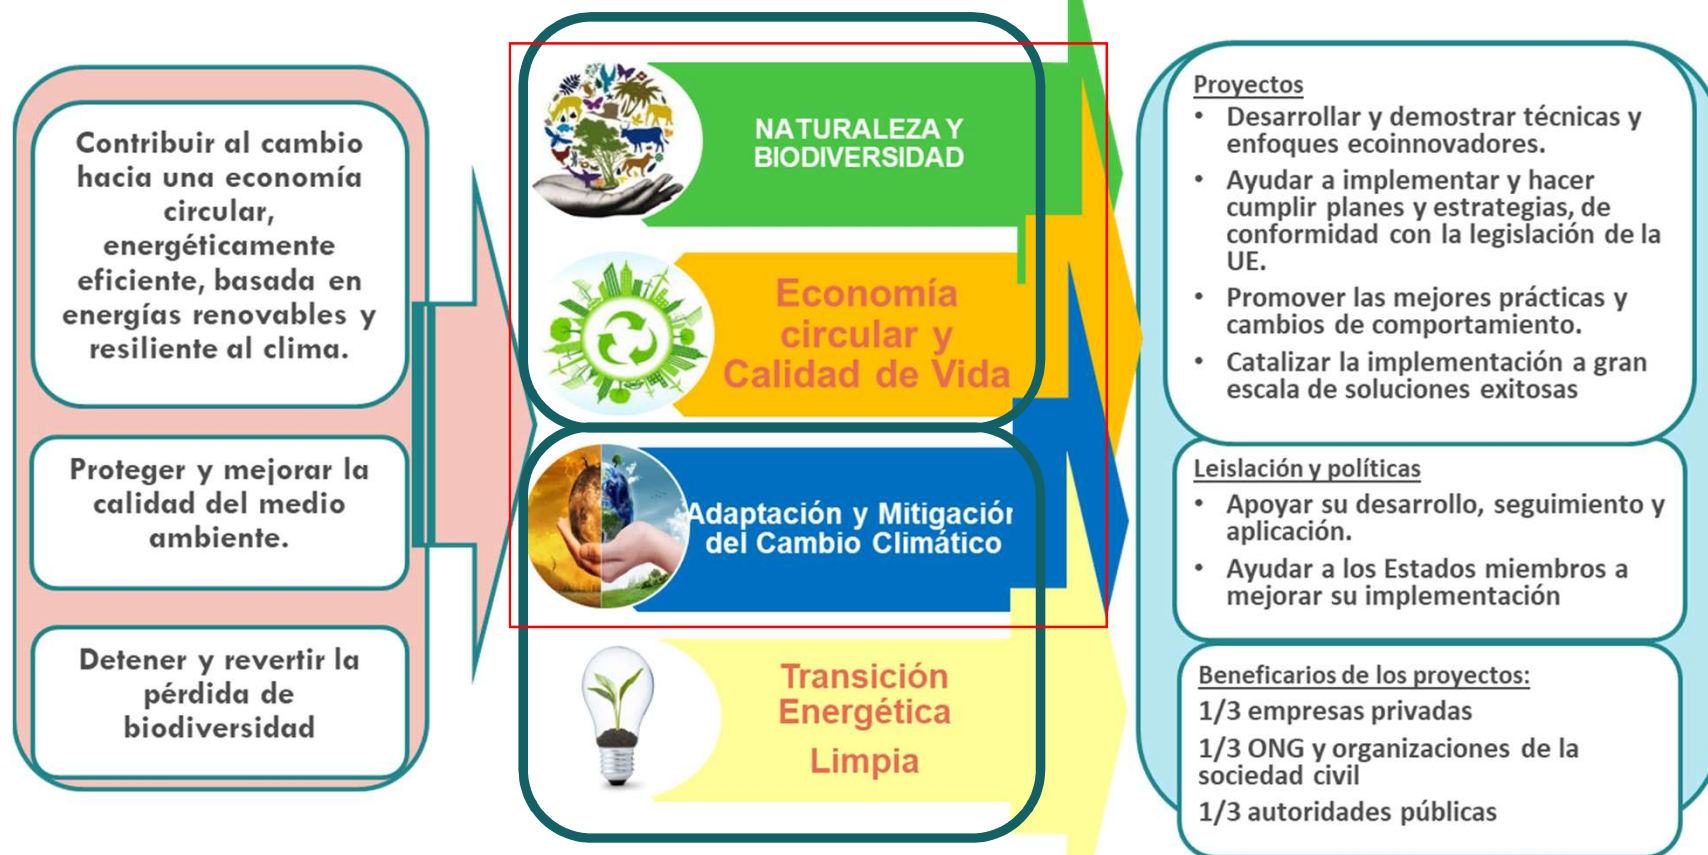 Contribuir al cambio
hacia una economía
circular,
energéticamente
eficiente, basada en
energías renovables y
resiliente al clima.
Proteger y mejorar la
calidad del medio
ambiente.
Detener y revertir la
pérdida de
biodiversidad
NATURALEZA Y
BIODIVERSIDAD
Economía
circular y
Calidad de Vida
Adaptación y Mitigación
del Cambio Climático
Transición
Energética
Limpia
Proyectos
• Desarrollar y demostrar técnicas y
enfoques ecoinnovadores.
• Ayudar a implementar y hacer
cumplir planes y estrategias, de
conformidad con la legislación de la
UE.
• Promover las mejores prácticas y
cambios de comportamiento.
• Catalizar la implementación a gran
escala de soluciones exitosas
Leislación y políticas
• Apoyar su desarrollo, seguimiento y
aplicación.
• Ayudar a los Estados miembros a
mejorar su implementación
Beneficarios de los proyectos:
1/3 empresas privadas
1/3 ONG y organizaciones de la
sociedad civil
1/3 autoridades públicas